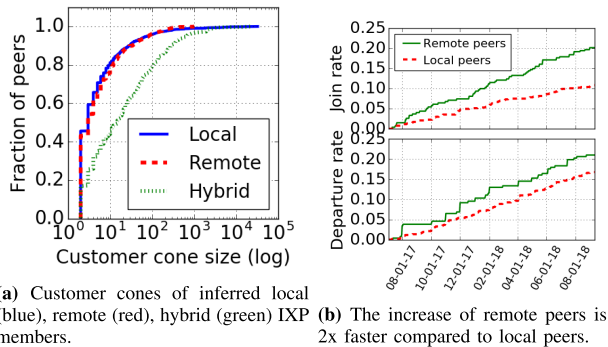 1.0
0.8
0.6
0.4
0.2
0.0
Fraction of peers
Local
Remote
Hybrid
10^0 10^1 10^2 10^3 10^4 10^5
Customer cone size (log)
(a) Customer cones of inferred local
(blue), remote (red), hybrid (green) IXP
members.
0.25
0.20
0.15
0.10
0.05
0.00
Join rate
Remote peers
Local peers
0.25
0.20
0.15
0.10
0.05
0.00
Departure rate
08-01-17
10-01-17
12-01-17
02-01-18
04-01-18
06-01-18
08-01-18
(b) The increase of remote peers is
2x faster compared to local peers.